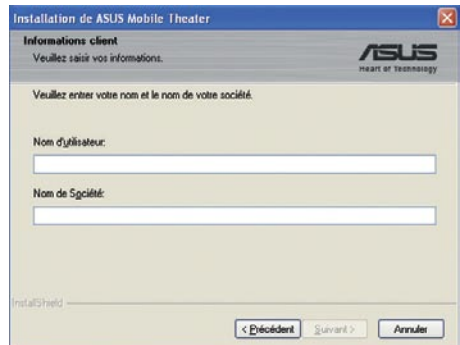 Installation de ASUS Mobile Theater
Informations client
Veuillez saisir vos informations.
ASUS
Heart of Technology
Veuillez entrer votre nom et le nom de votre société.
Nom d'utilisateur:
Nom de Société:
InstallShield
< Précédent
Suivant >
Annuler